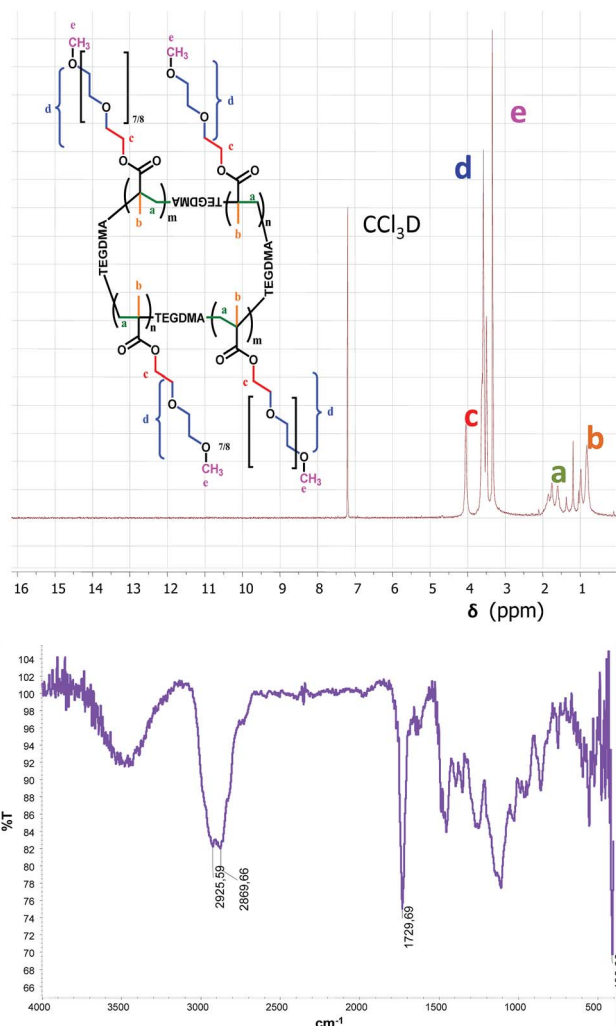 e
e
CH₃
CH₃
O
O
d
d
O
O
7/8
c
c
O
O
O
O
a
TEGDMA
a
b
m
b
n
TEGDMA
TEGDMA
b
b
a
n
TEGDMA
a
m
O
O
O
O
c
c
d
O
O
d
O
7/8
O
CH₃
e
CH₃
e
CCl₃D
e
d
c
b
a
16 15 14 13 12 11 10 9 8 7 6 5 4 3 2 1
δ (ppm)
104
102
100
98
96
94
92
90
88
86
84
82
80
78
76
74
72
70
68
66
%T
2925,59
2869,66
1729,69
4000 3500 3000 2500 2000 1500 1000 500
cm⁻¹